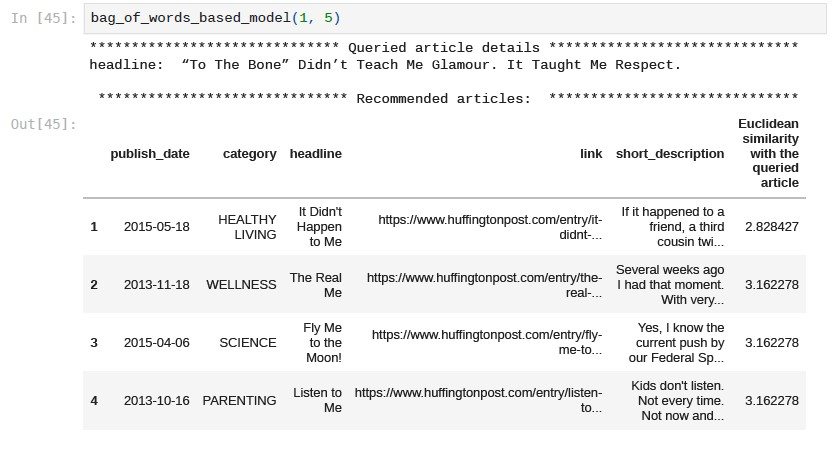 In [45]: bag_of_words_based_model(1, 5)
****************************** Queried article details ******************************
headline:  “To The Bone” Didn’t Teach Me Glamour. It Taught Me Respect.
****************************** Recommended articles:  ******************************
Out[45]:
publish_date category headline link short_description Euclidean similarity with the queried article
1 2015-05-18 HEALTHY LIVING It Didn't Happen to Me https://www.huffingtonpost.com/entry/it-didnt-... If it happened to a friend, a third cousin twi... 2.828427
2 2013-11-18 WELLNESS The Real Me https://www.huffingtonpost.com/entry/the-real-... Several weeks ago I had that moment. With very... 3.162278
3 2015-04-06 SCIENCE Fly Me to the Moon! https://www.huffingtonpost.com/entry/fly-me-to... Yes, I know the current push by our Federal Sp... 3.162278
4 2013-10-16 PARENTING Listen to Me https://www.huffingtonpost.com/entry/listen-to... Kids don't listen. Not every time. Not now and... 3.162278